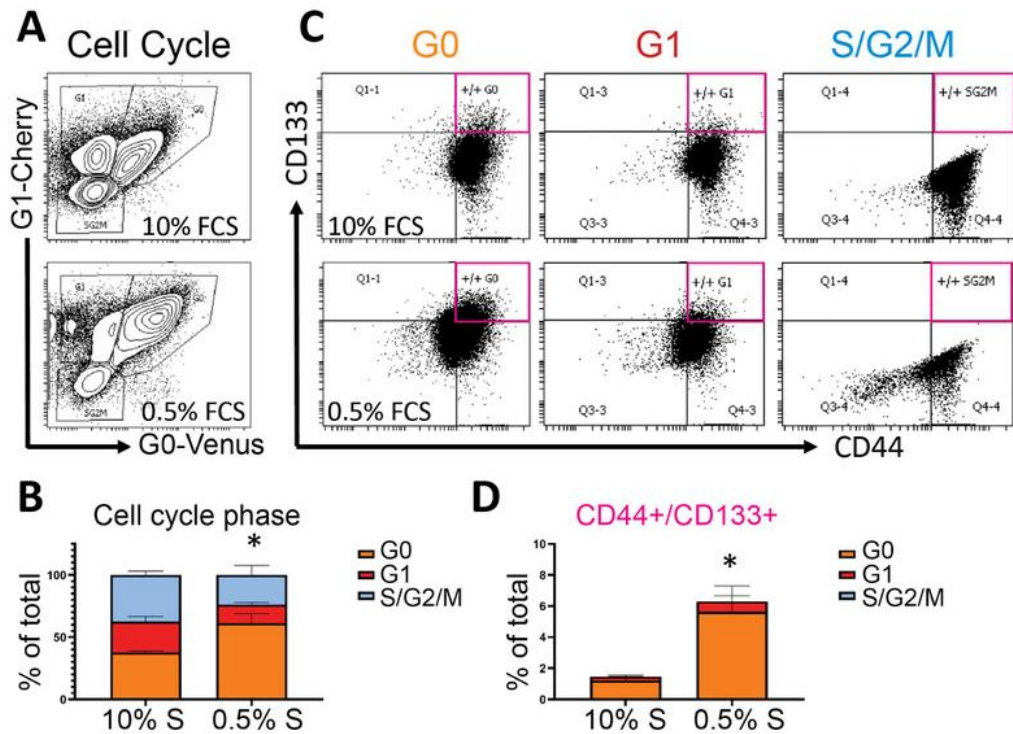 A
Cell Cycle
C
G0
G1
S/G2/M
G1-Cherry
G1
G0
SG2M
10% FCS
G1
G0
SG2M
0.5% FCS
G0-Venus
CD133
Q1-1
+/+ G0
10% FCS
Q1-3
+/+ G1
Q3-3
Q4-3
Q1-4
+/+ SG2M
Q3-4
Q4-4
Q1-1
+/+ G0
0.5% FCS
Q1-3
+/+ G1
Q3-3
Q4-3
Q1-4
+/+ SG2M
Q3-4
Q4-4
CD44
B
Cell cycle phase
% of total
100
50
0
*
10% S
0.5% S
G0
G1
S/G2/M
D
CD44+/CD133+
% of total
10
8
6
4
2
0
*
10% S
0.5% S
G0
G1
S/G2/M